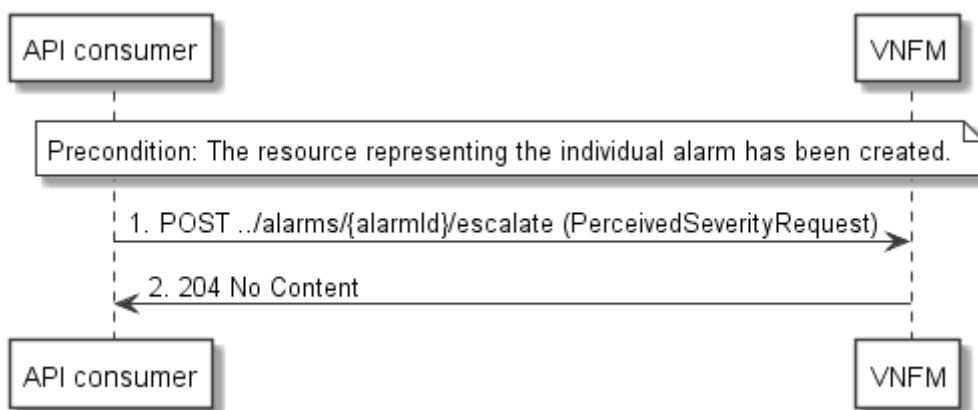 API consumer
VNFM
Precondition: The resource representing the individual alarm has been created.
1. POST ../alarms/{alarmId}/escalate (PerceivedSeverityRequest)
2. 204 No Content
API consumer
VNFM